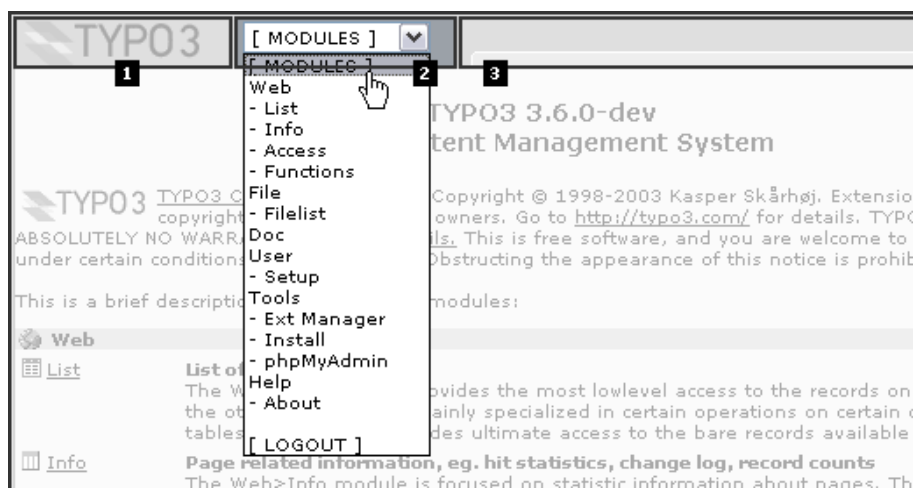 TYPO3
[ MODULES ]
1
2
3
[ MODULES ]
Web
- List
- Info
- Access
- Functions
File
- Filelist
Doc
User
- Setup
Tools
- Ext Manager
- Install
- phpMyAdmin
Help
- About
[ LOGOUT ]
TYPO3 3.6.0-dev
tent Management System
TYPO3 TYPO3 C Copyright © 1998-2003 Kasper Skårhøj. Extensio
copyright owners. Go to http://typo3.com/ for details. TYPO
ABSOLUTELY NO WARRA ils. This is free software, and you are welcome to
under certain conditions Obstructing the appearance of this notice is prohib
This is a brief descriptio modules:
Web
List List of
The W ovides the most lowlevel access to the records on
the ot ainly specialized in certain operations on certain
tables des ultimate access to the bare records available
Info Page related information, eg. hit statistics, change log, record counts
The Web>Info module is focused on statistic information about pages. Th